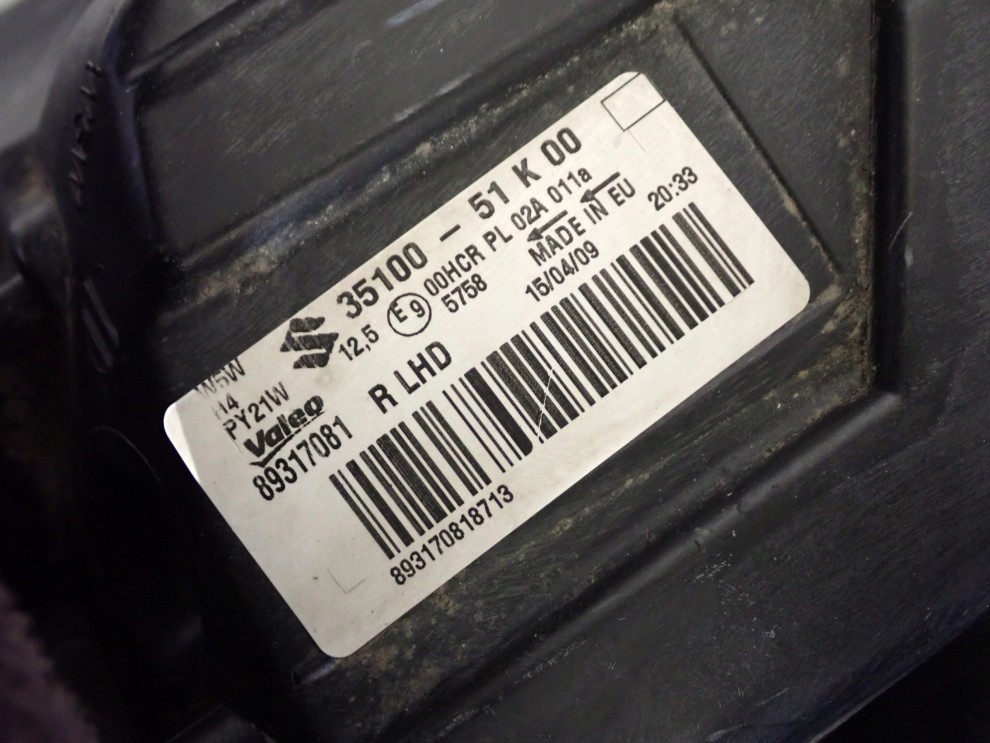 35100 - 51 K 00
12,5 E9 00HCR PL 02A 011a
5758 MADE IN EU
15/04/09 20:33
W5W
H4
PY21W
Valeo
89317081 R LHD
893170818713